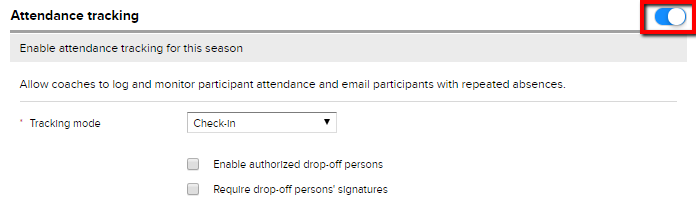 Attendance tracking
Enable attendance tracking for this season
Allow coaches to log and monitor participant attendance and email participants with repeated absences.
* Tracking mode Check-in
Enable authorized drop-off persons
Require drop-off persons' signatures